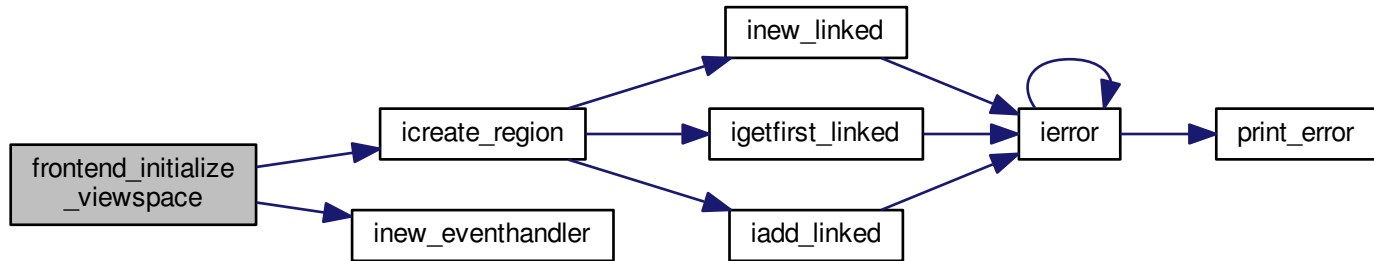 frontend_initialize
_viewspace
icreate_region
inew_eventhandler
inew_linked
igetfirst_linked
iadd_linked
ierror
print_error